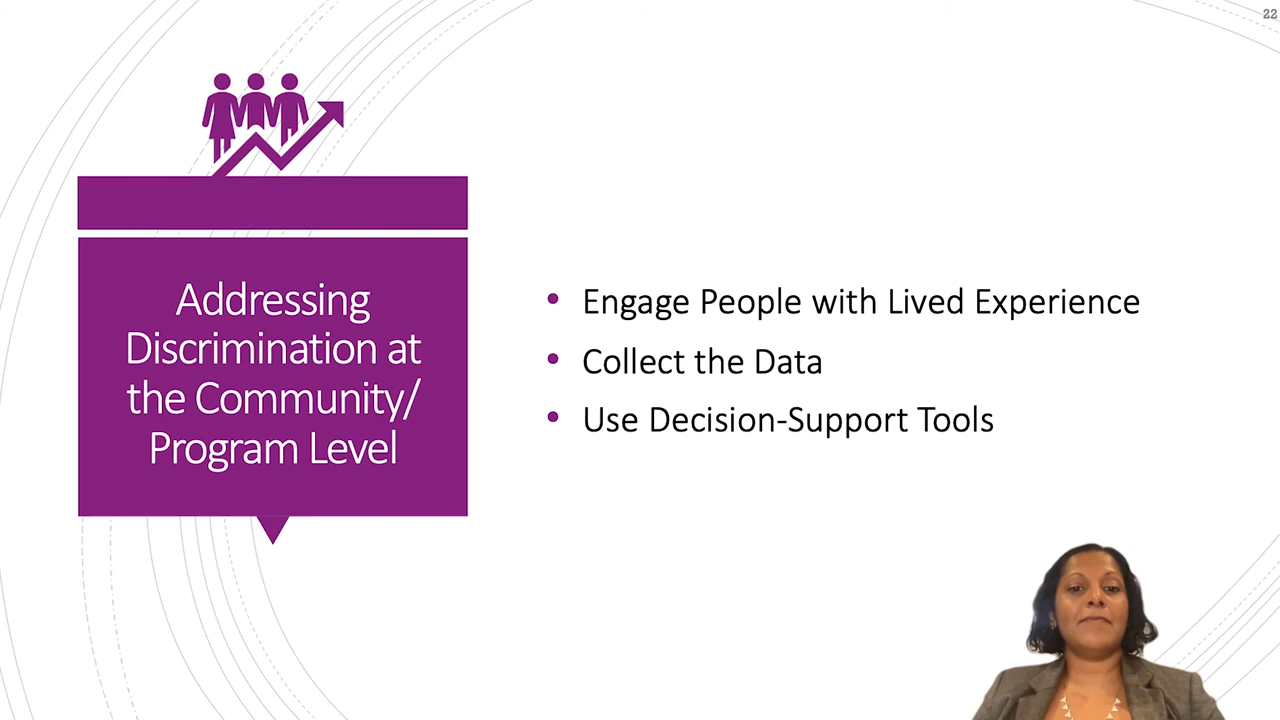 22
Addressing
Discrimination at
the Community/
Program Level
• Engage People with Lived Experience
• Collect the Data
• Use Decision-Support Tools